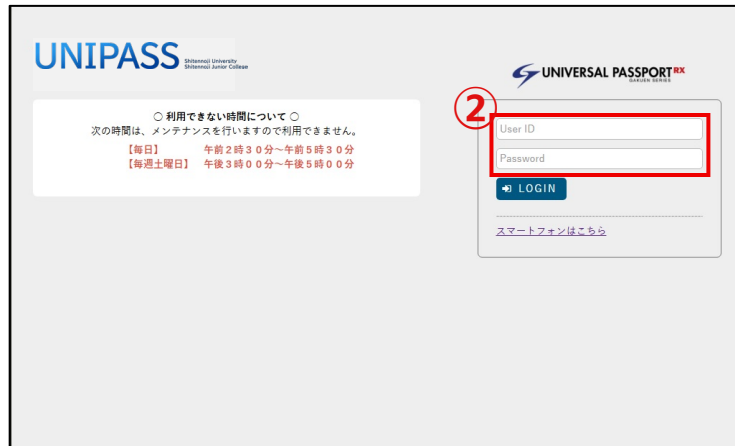 UNIPASS Shitennoji University
Shitennoji Junior College
UNIVERSAL PASSPORT RX
GAKUEN SERIES
○ 利用できない時間について ○
次の時間は、メンテナンスを行いますので利用できません。
【毎日】 午前２時３０分～午前５時３０分
【毎週土曜日】 午後３時００分～午後５時００分
②
User ID
Password
LOGIN
スマートフォンはこちら